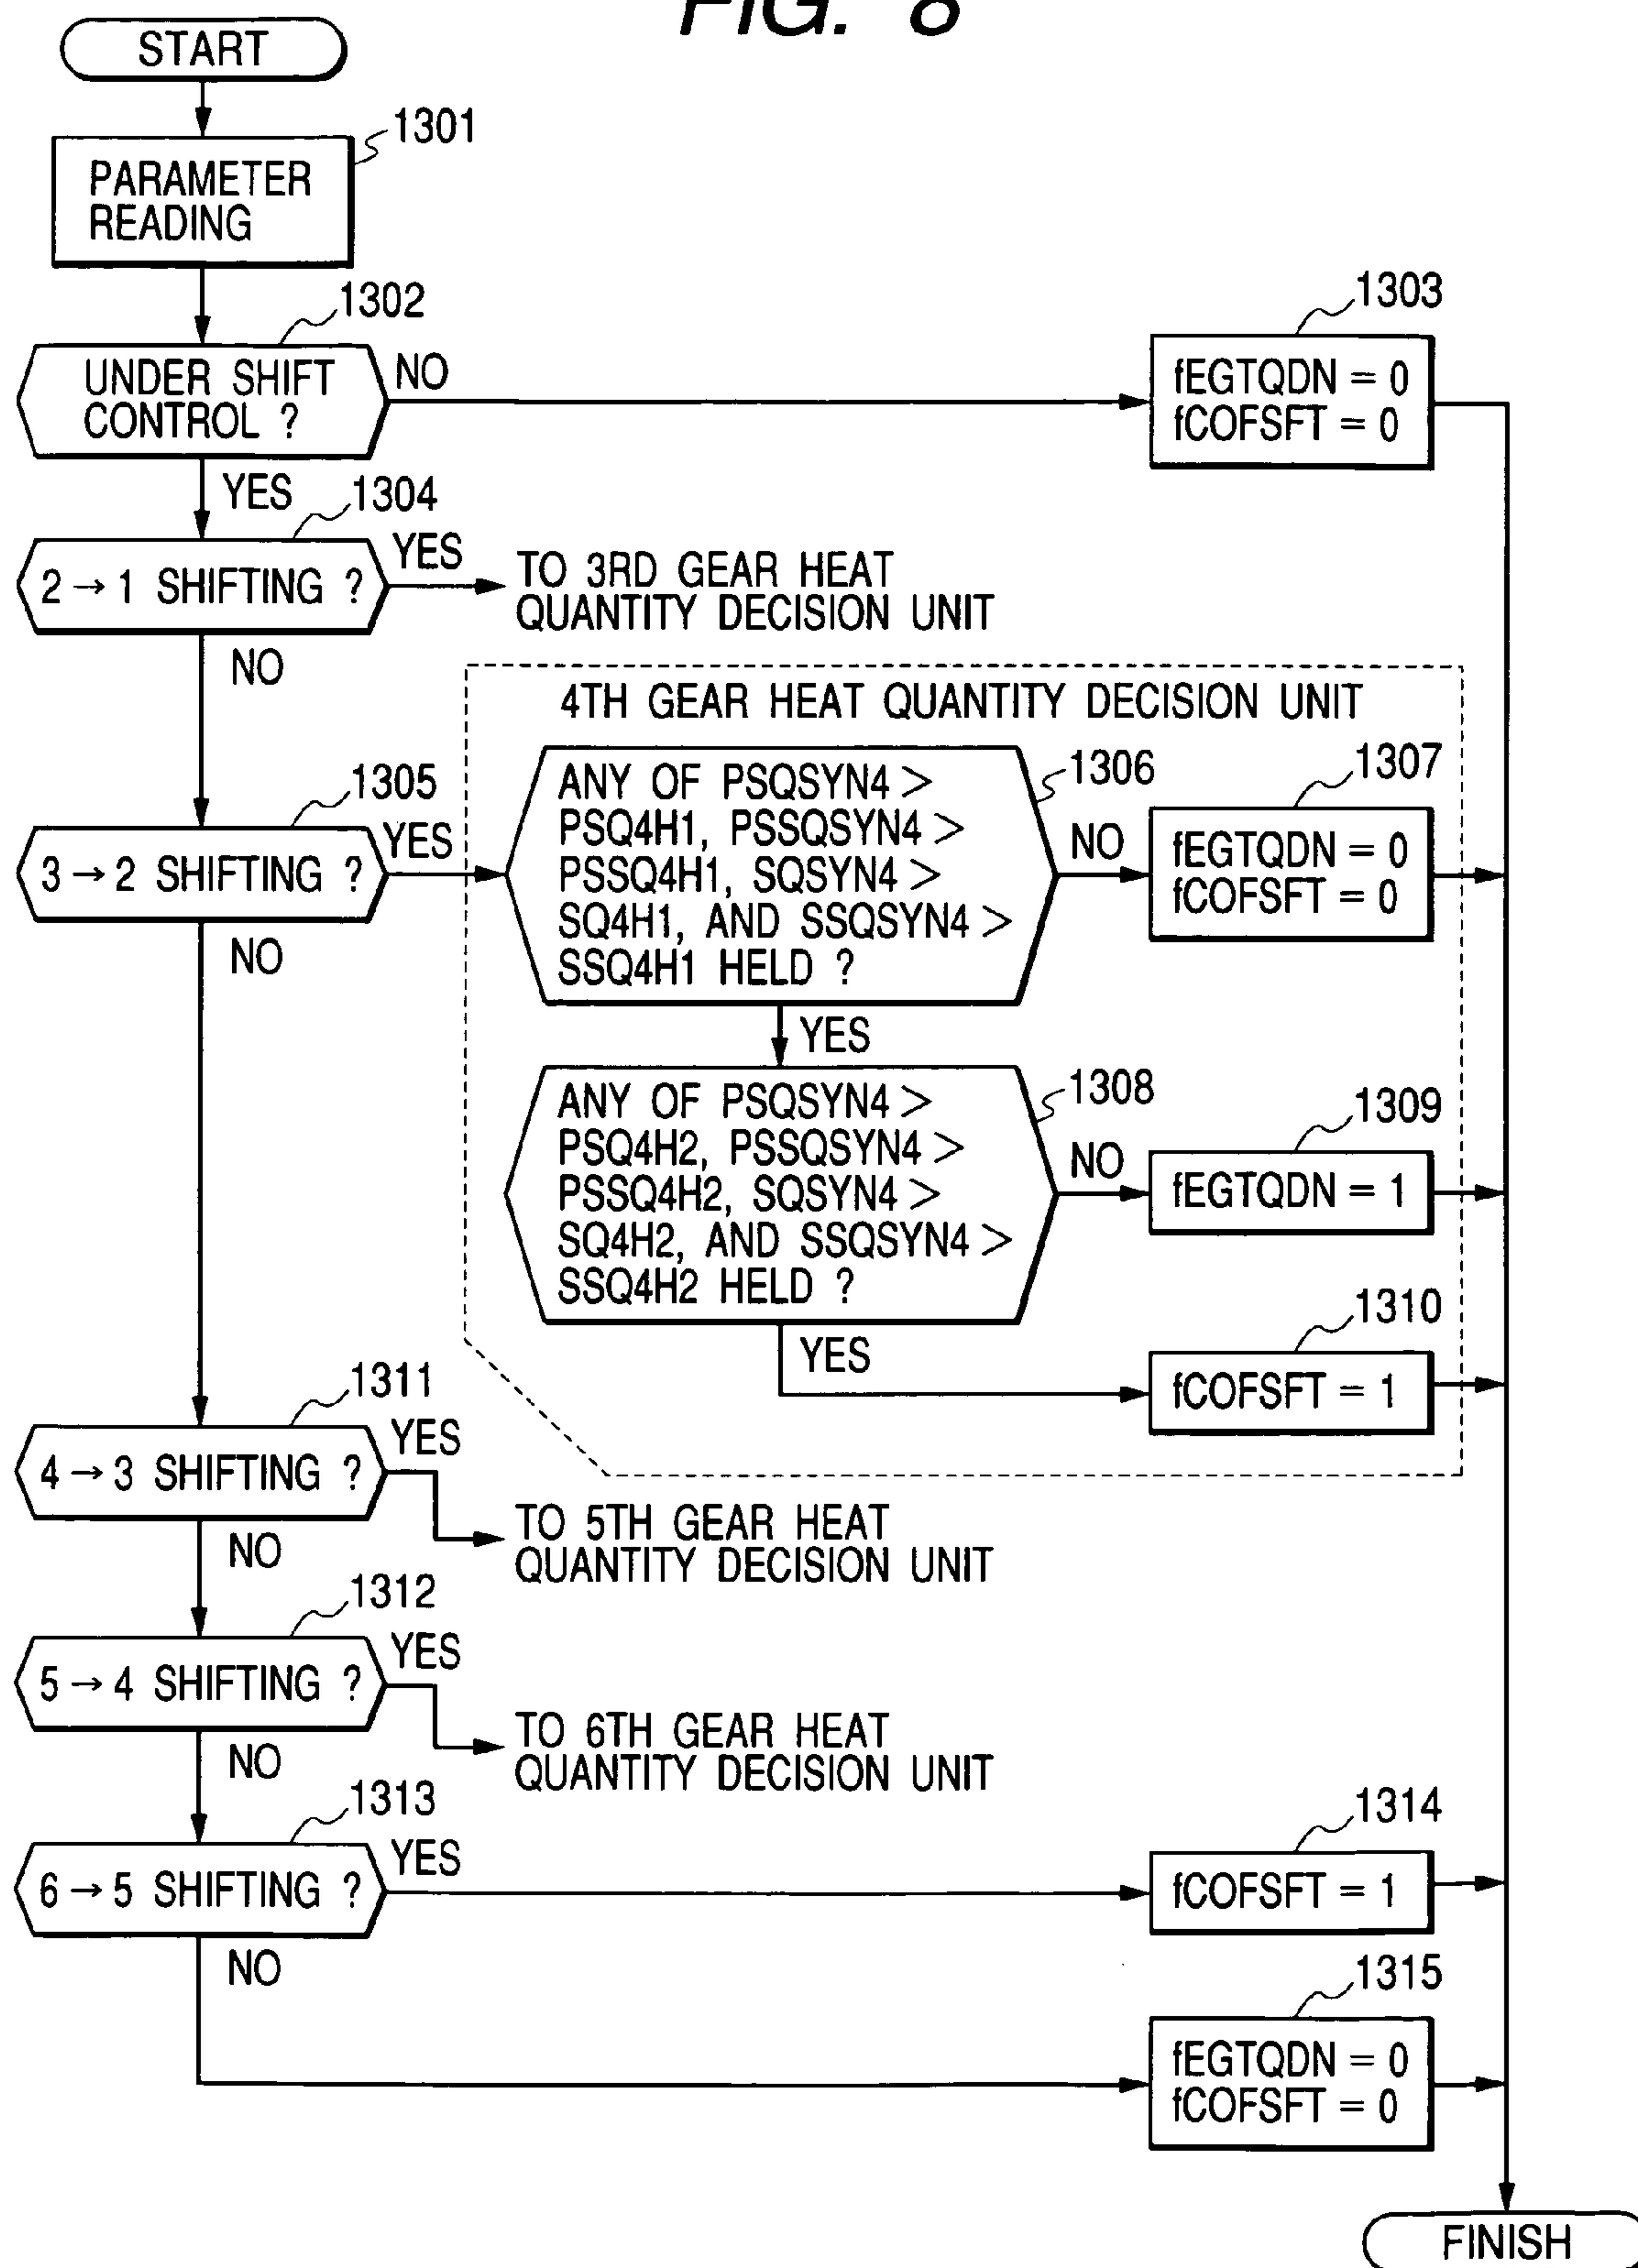 FIG. 8
START
1301
PARAMETER
READING
1302
UNDER SHIFT
CONTROL ?
NO
1303
fEGTQDN = 0
fCOFSFT = 0
YES
1304
2 → 1 SHIFTING ?
YES
TO 3RD GEAR HEAT
QUANTITY DECISION UNIT
NO
4TH GEAR HEAT QUANTITY DECISION UNIT
1305
3 → 2 SHIFTING ?
YES
1306
ANY OF PSQSYN4 >
PSQ4H1, PSSQSYN4 >
PSSQ4H1, SQSYN4 >
SQ4H1, AND SSQSYN4 >
SSQ4H1 HELD ?
NO
1307
fEGTQDN = 0
fCOFSFT = 0
NO
YES
1308
ANY OF PSQSYN4 >
PSQ4H2, PSSQSYN4 >
PSSQ4H2, SQSYN4 >
SQ4H2, AND SSQSYN4 >
SSQ4H2 HELD ?
NO
1309
fEGTQDN = 1
YES
1310
fCOFSFT = 1
1311
4 → 3 SHIFTING ?
YES
TO 5TH GEAR HEAT
QUANTITY DECISION UNIT
NO
1312
5 → 4 SHIFTING ?
YES
TO 6TH GEAR HEAT
QUANTITY DECISION UNIT
NO
1313
6 → 5 SHIFTING ?
YES
1314
fCOFSFT = 1
NO
1315
fEGTQDN = 0
fCOFSFT = 0
FINISH